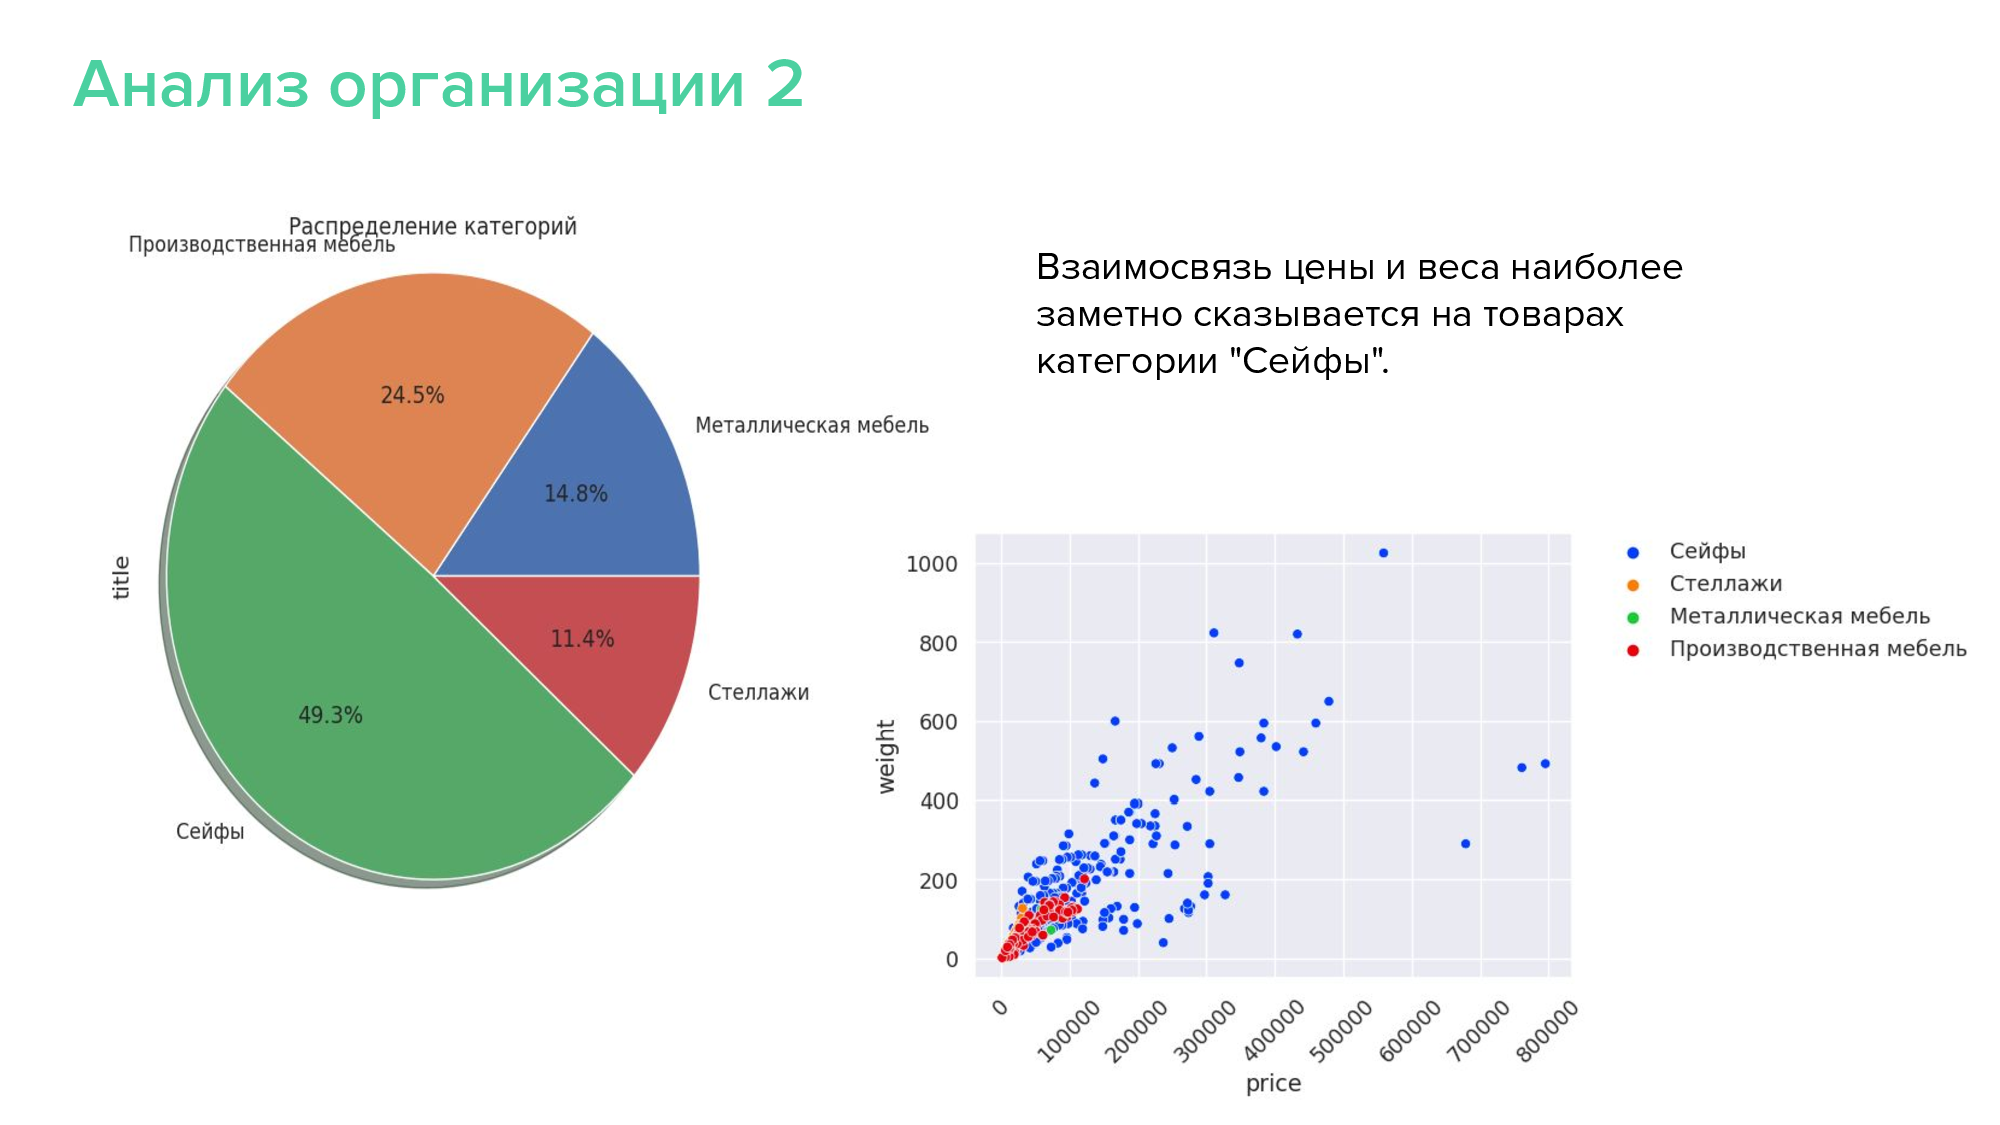 Анализ организации 2
Распределение категорий
Производственная мебель
24.5%
Металлическая мебель
14.8%
title
11.4%
Стеллажи
49.3%
Сейфы
Взаимосвязь цены и веса наиболее
заметно сказывается на товарах
категории "Сейфы".
1000
800
600
400
200
0
weight
0
100000
200000
300000
400000
500000
600000
700000
800000
price
Сейфы
Стеллажи
Металлическая мебель
Производственная мебель